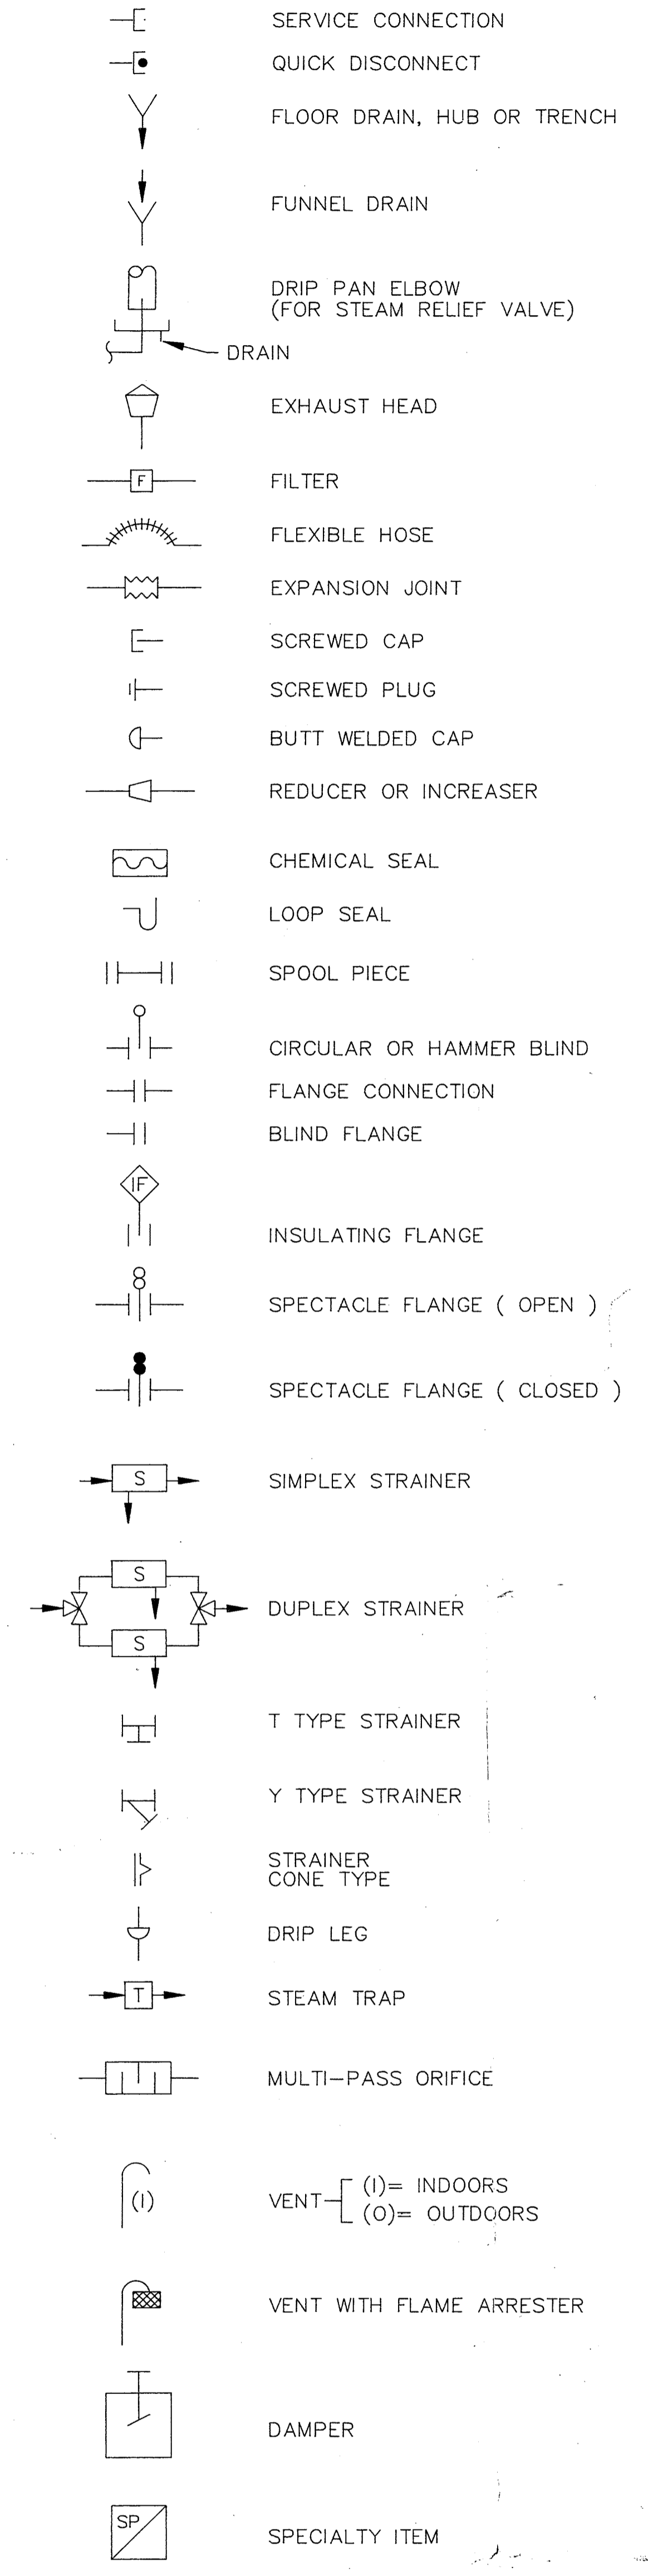 SERVICE CONNECTION
QUICK DISCONNECT
FLOOR DRAIN, HUB OR TRENCH
FUNNEL DRAIN
DRIP PAN ELBOW
(FOR STEAM RELIEF VALVE)
DRAIN
EXHAUST HEAD
F FILTER
FLEXIBLE HOSE
EXPANSION JOINT
SCREWED CAP
SCREWED PLUG
BUTT WELDED CAP
REDUCER OR INCREASER
CHEMICAL SEAL
LOOP SEAL
SPOOL PIECE
CIRCULAR OR HAMMER BLIND
FLANGE CONNECTION
BLIND FLANGE
IF
INSULATING FLANGE
SPECTACLE FLANGE ( OPEN )
SPECTACLE FLANGE ( CLOSED )
S SIMPLEX STRAINER
S
DUPLEX STRAINER
S
T TYPE STRAINER
Y TYPE STRAINER
STRAINER
CONE TYPE
DRIP LEG
T STEAM TRAP
MULTI-PASS ORIFICE
(I)= INDOORS
(I) VENT
(O)= OUTDOORS
VENT WITH FLAME ARRESTER
DAMPER
SP
SPECIALTY ITEM